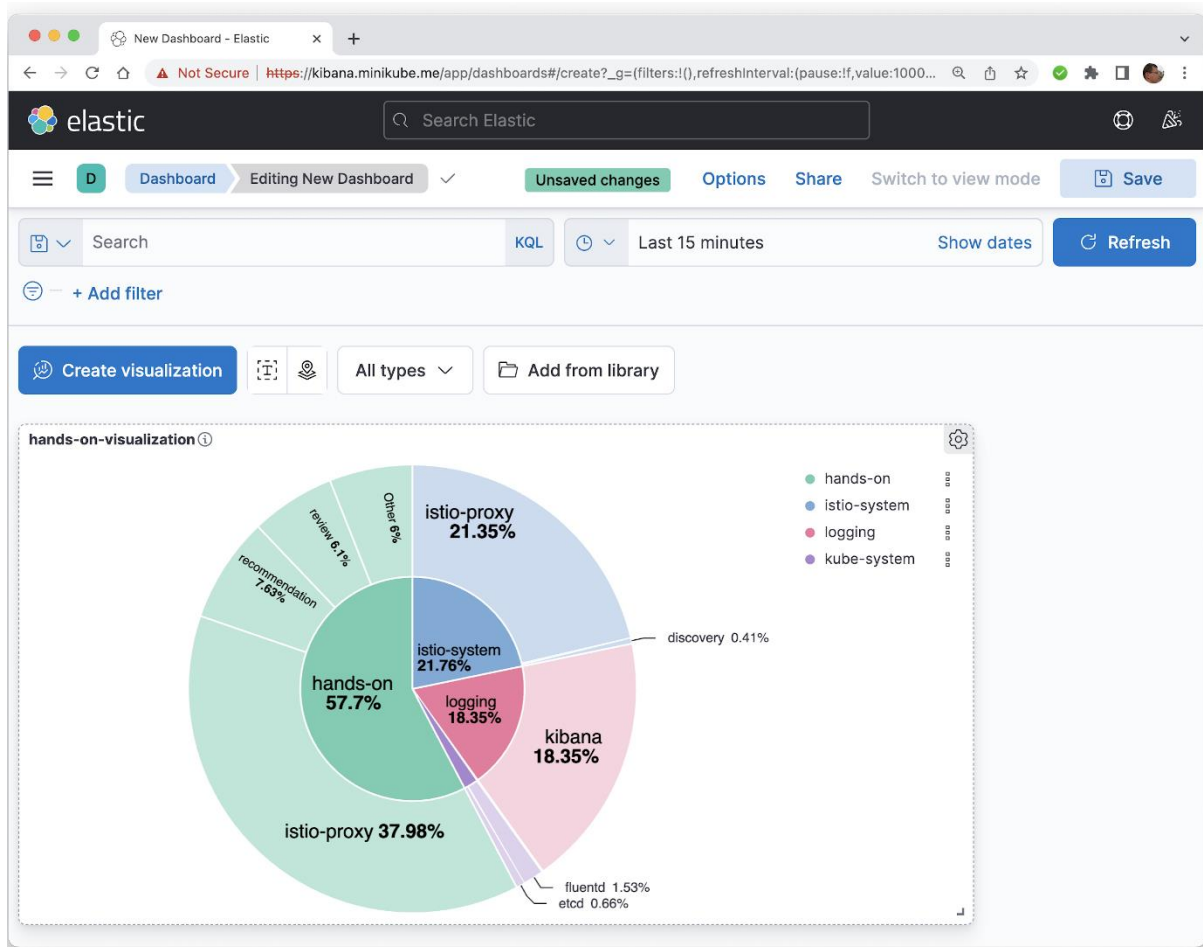 New Dashboard - Elastic
Not Secure | https://kibana.minikube.me/app/dashboards#/create?_g=(filters:!(),refreshInterval:(pause:!f,value:1000...
elastic
Search Elastic
D
Dashboard
Editing New Dashboard
Unsaved changes
Options
Share
Switch to view mode
Save
Search
KQL
Last 15 minutes
Show dates
Refresh
+ Add filter
Create visualization
All types
Add from library
hands-on-visualization
hands-on
istio-system
logging
kube-system
istio-proxy
21.35%
Other 6%
review 6.1%
recommendation
7.63%
discovery 0.41%
istio-system
21.76%
hands-on
57.7%
logging
18.35%
kibana
18.35%
istio-proxy 37.98%
fluentd 1.53%
etcd 0.66%